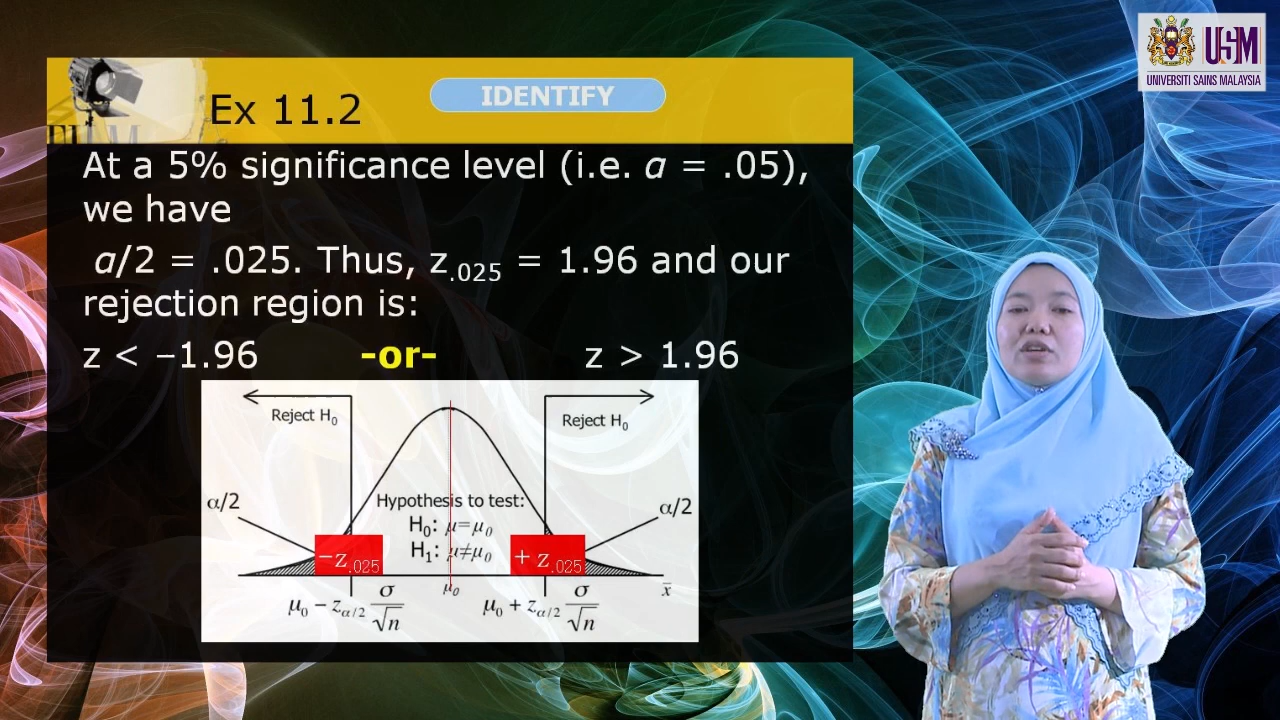 USM
UNIVERSITI SAINS MALAYSIA
Ex 11.2
IDENTIFY
At a 5% significance level (i.e. α = .05),
we have
α/2 = .025. Thus, z.025 = 1.96 and our
rejection region is:
z < –1.96 -or- z > 1.96
Reject H0
Reject H0
α/2
Hypothesis to test:
α/2
H0: μ=μ0
H1: μ≠μ0
−z.025
+ z.025
μ0
x̄
μ0 − zα/2 σ/√n
μ0 + zα/2 σ/√n